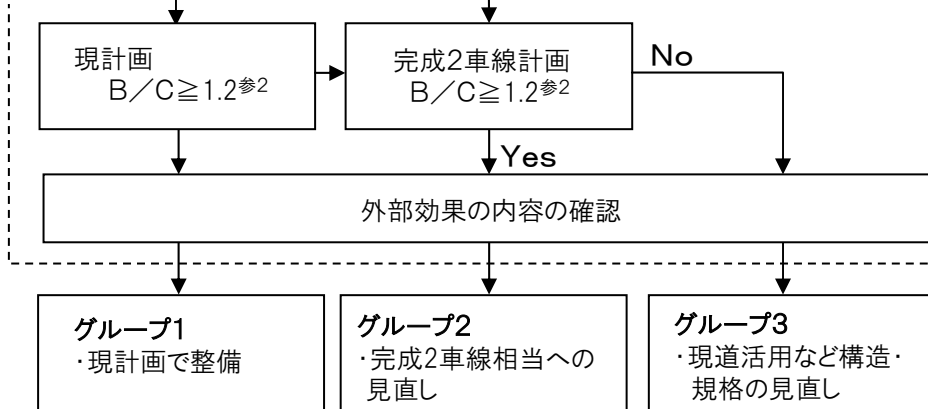 現計画
B／C≧1.2参2
完成2車線計画
B／C≧1.2参2
No
Yes
外部効果の内容の確認
グループ1
・現計画で整備
グループ2
・完成2車線相当への
見直し
グループ3
・現道活用など構造・
規格の見直し